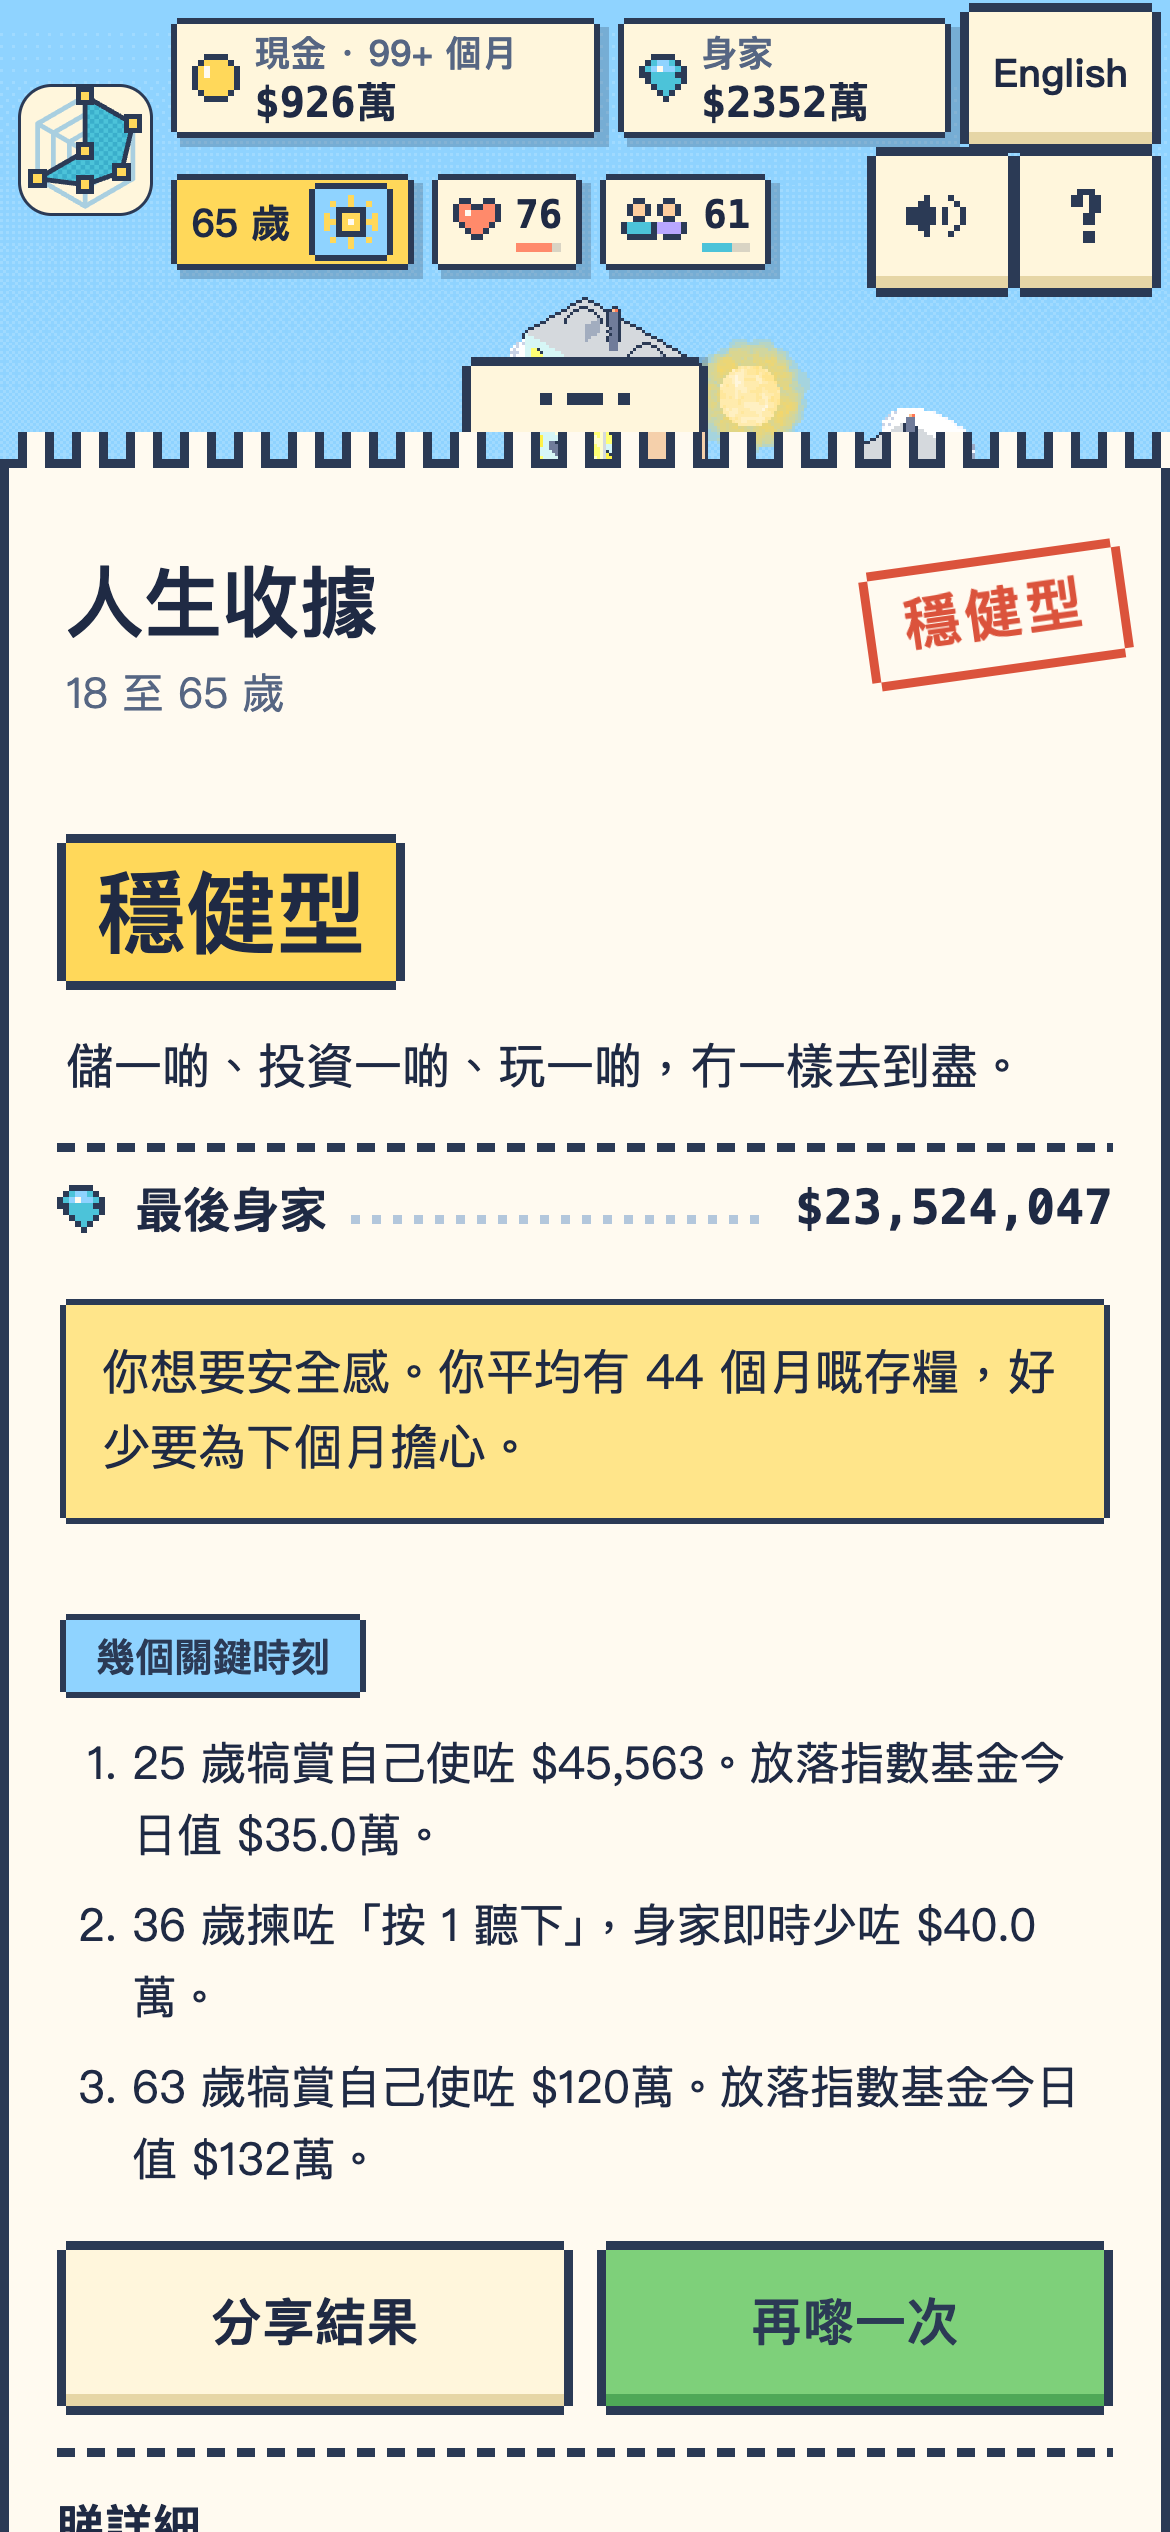 現金 · 99+ 個月
$926萬
身家
$2352萬
English
65 歲
76
61
?
人生收據
穩健型
18 至 65 歲
穩健型
儲一啲、投資一啲、玩一啲，冇一樣去到盡。
最後身家 $23,524,047
你想要安全感。你平均有 44 個月嘅存糧，好
少要為下個月擔心。
幾個關鍵時刻
1. 25 歲犒賞自己使咗 $45,563。放落指數基金今
日值 $35.0萬。
2. 36 歲揀咗「按 1 聽下」，身家即時少咗 $40.0
萬。
3. 63 歲犒賞自己使咗 $120萬。放落指數基金今日
值 $132萬。
分享結果
再嚟一次
睇詳細